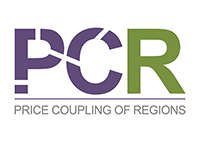 PCR
PRICE COUPLING OF REGIONS